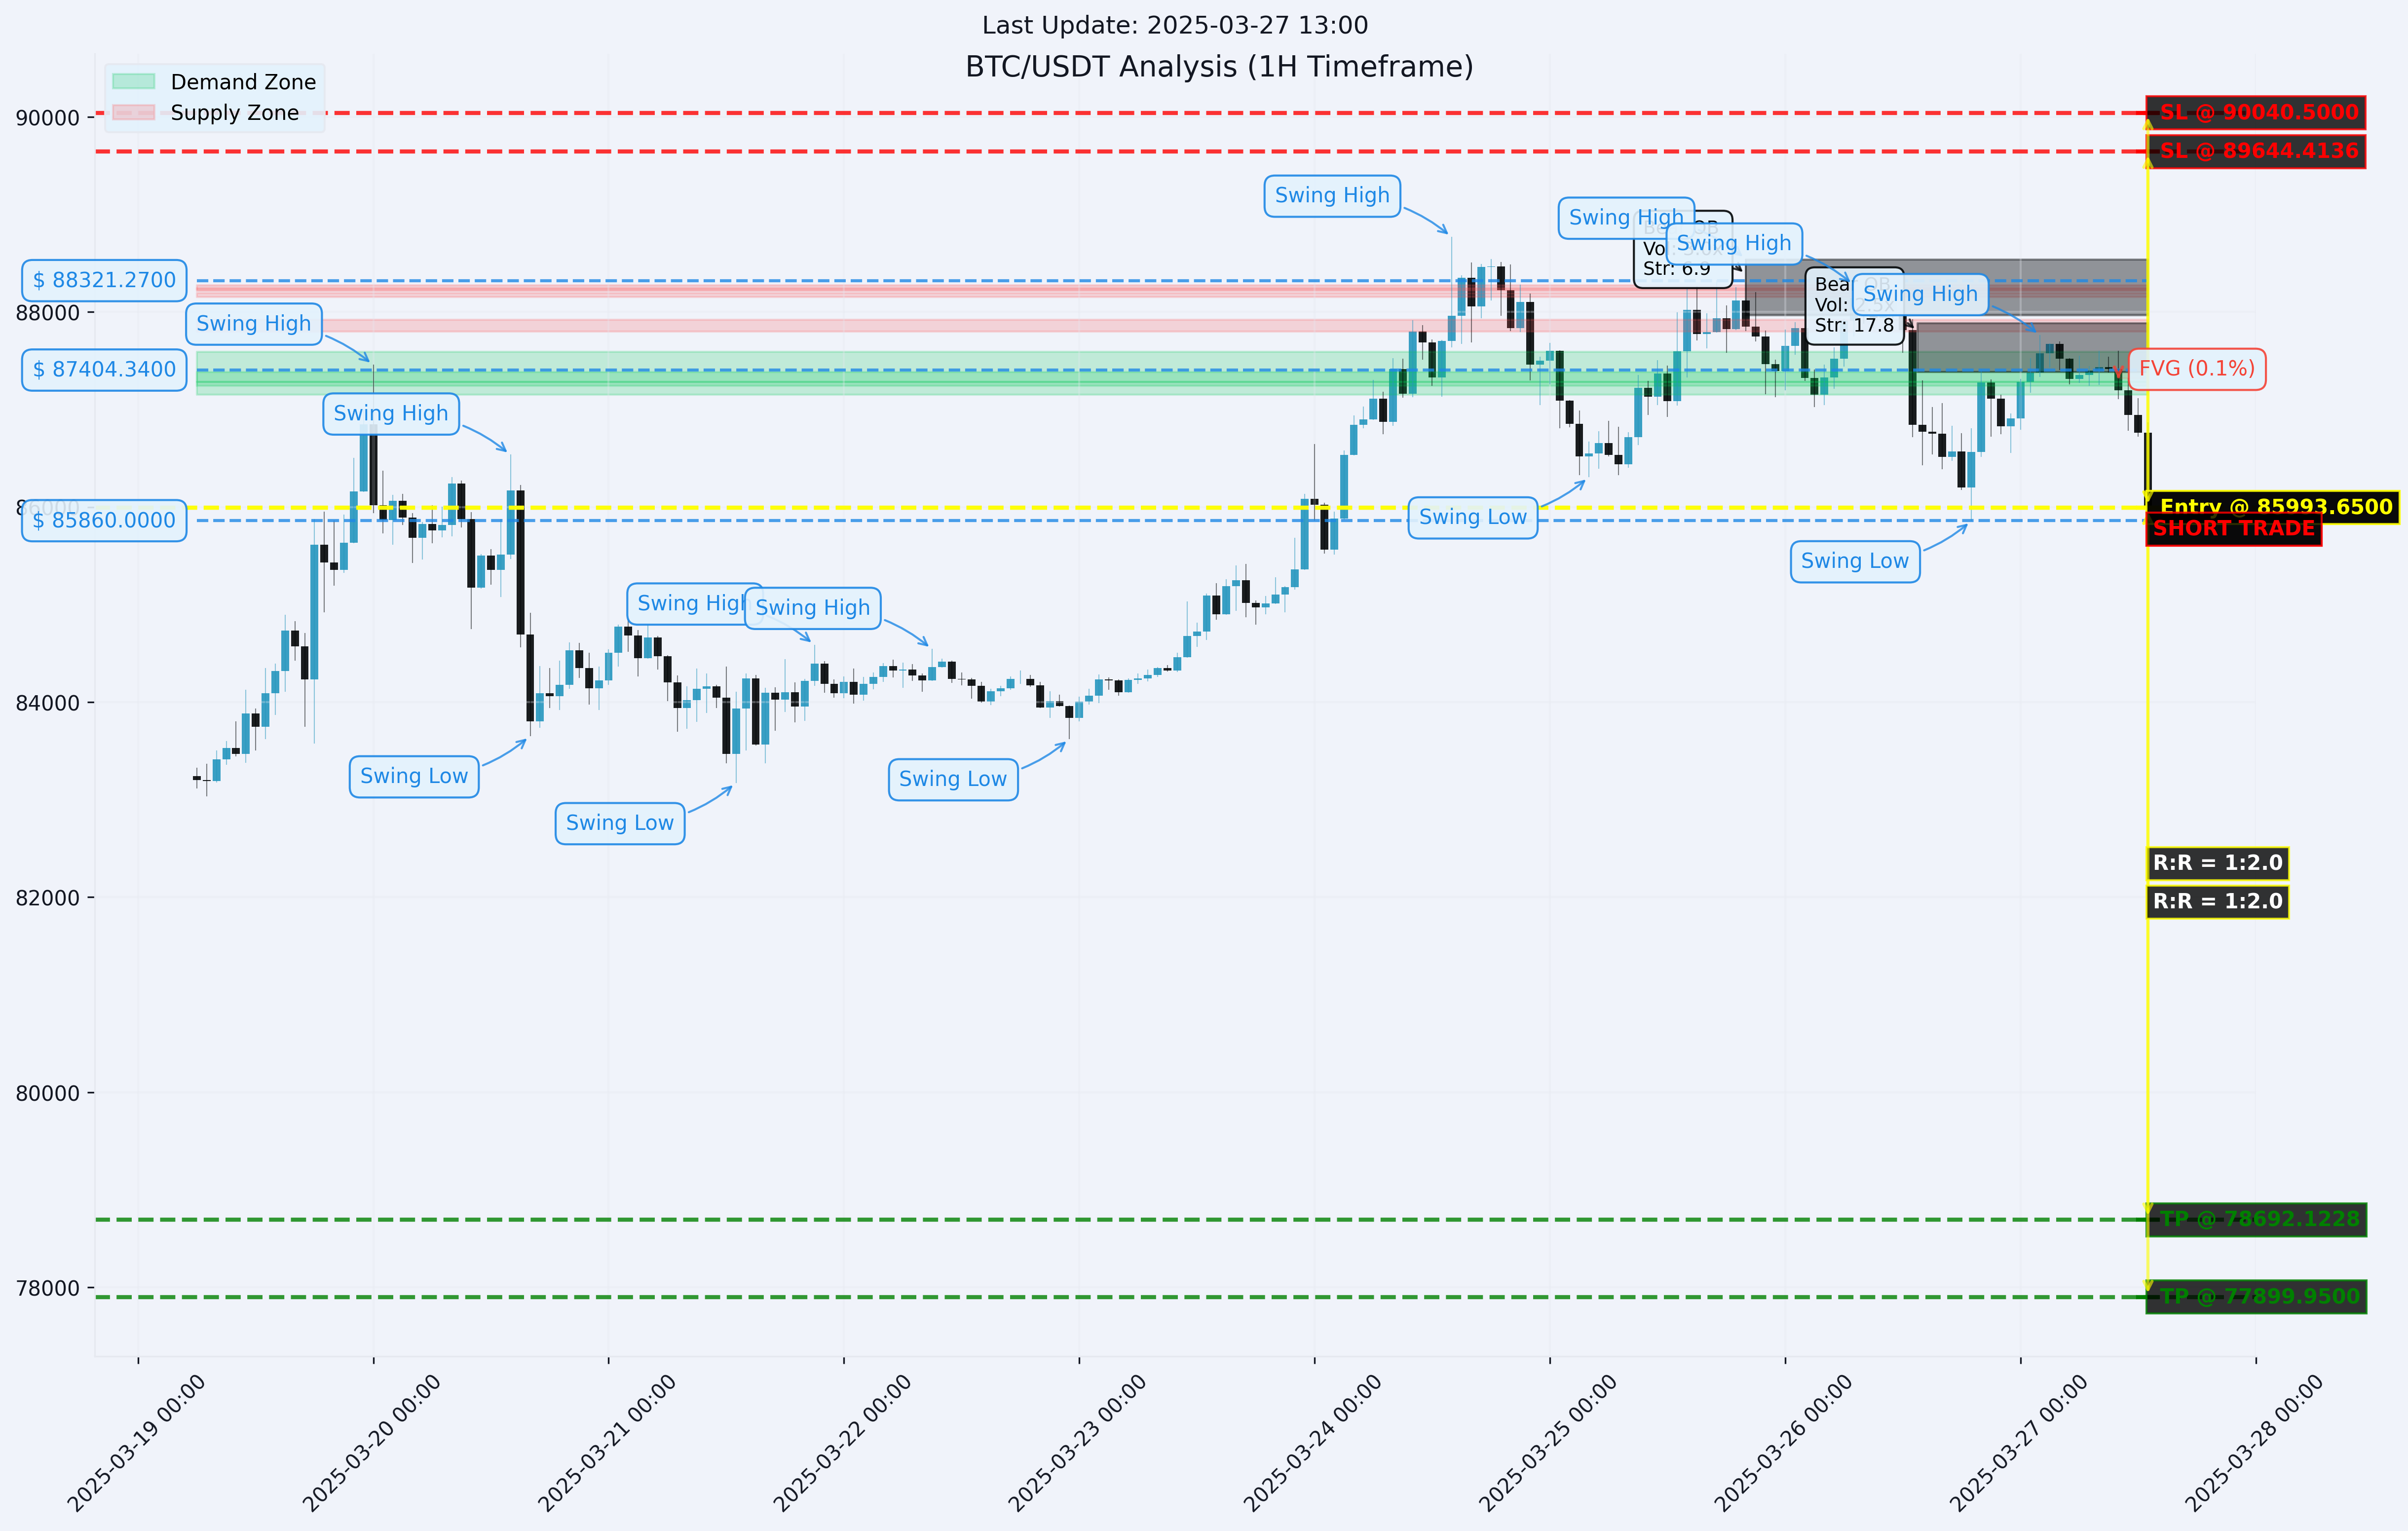 Last Update: 2025-03-27 13:00
BTC/USDT Analysis (1H Timeframe)
Demand Zone
Supply Zone
90000
88000
84000
82000
80000
78000
$ 88321.2700
$ 87404.3400
$ 85860.0000
Swing High
Swing High
Swing Low
Swing Low
Swing High
Swing High
Swing Low
Swing High
Swing Low
Swing High
Str: 6.9
Swing High
Vol:
Str: 17.8
Swing High
Swing Low
FVG (0.1%)
SL @ 90040.5000
SL @ 89644.4136
Entry @ 85993.6500
SHORT TRADE
R:R = 1:2.0
R:R = 1:2.0
TP @ 78692.1228
TP @ 77899.9500
2025-03-19 00:00
2025-03-20 00:00
2025-03-21 00:00
2025-03-22 00:00
2025-03-23 00:00
2025-03-24 00:00
2025-03-25 00:00
2025-03-26 00:00
2025-03-27 00:00
2025-03-28 00:00